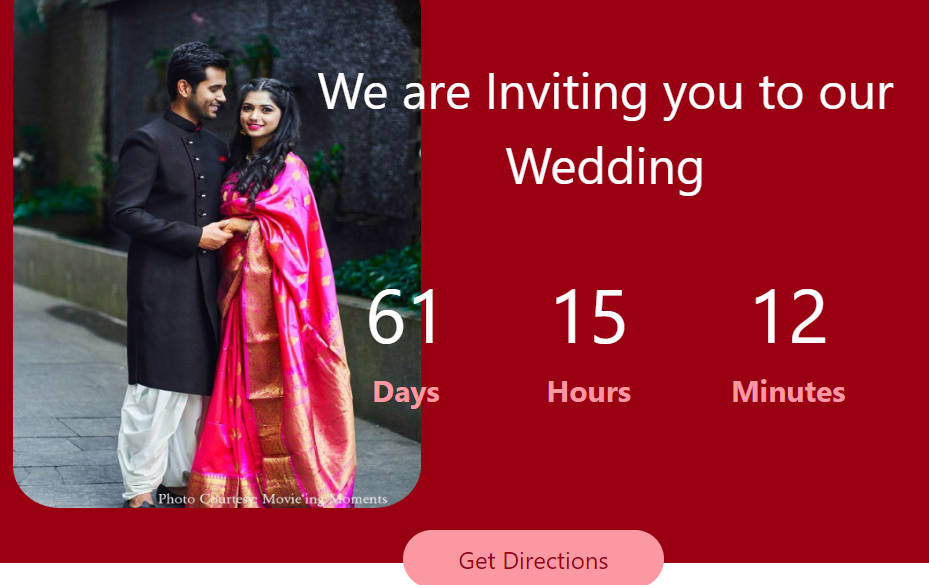 We are Inviting you to our
Wedding
61 15 12
Days Hours Minutes
Photo Courtesy: Movie'ing Moments
Get Directions